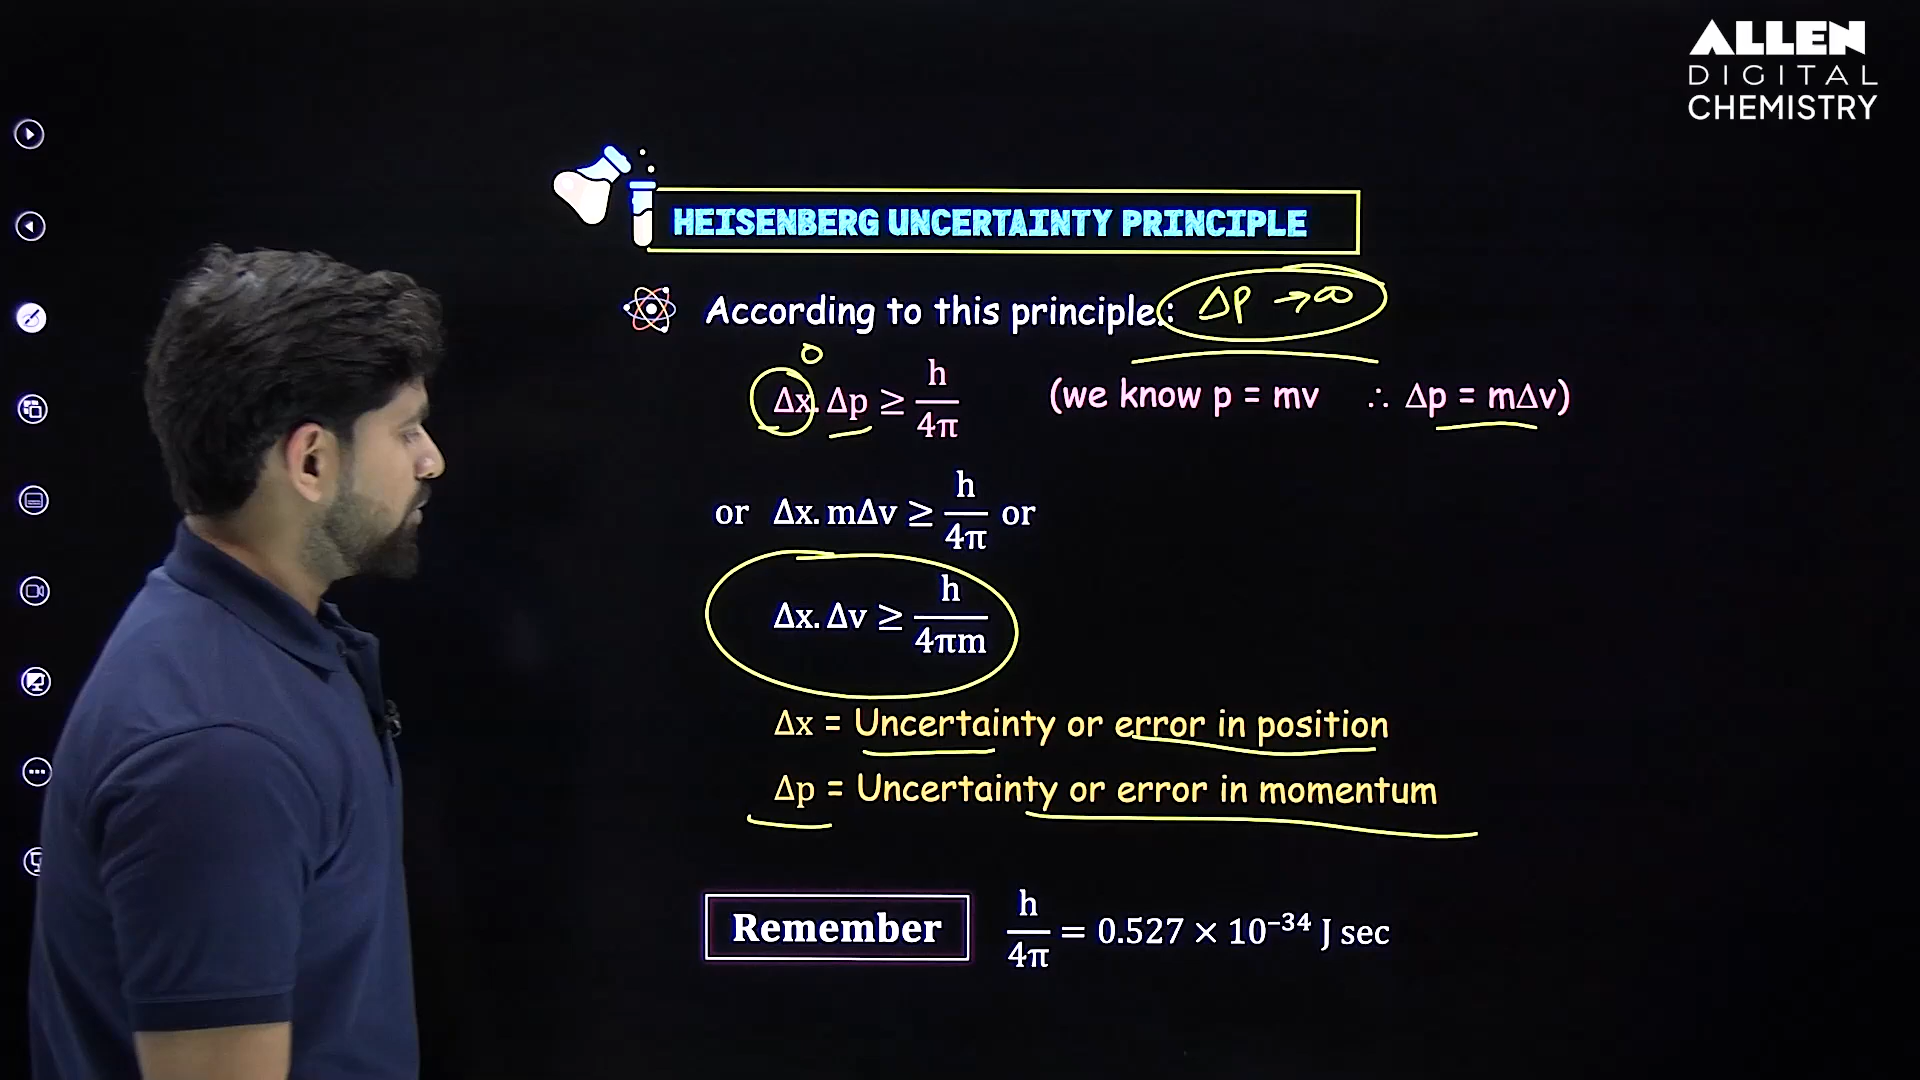 ALLEN
DIGITAL
CHEMISTRY
HEISENBERG UNCERTAINTY PRINCIPLE
According to this principle.: Δp → ∞
0
Δx. Δp ≥ h/4π (we know p = mv ∴ Δp = mΔv)
or Δx. mΔv ≥ h/4π or
Δx. Δv ≥ h/4πm
Δx = Uncertainty or error in position
Δp = Uncertainty or error in momentum
Remember h/4π = 0.527 × 10⁻³⁴ J sec